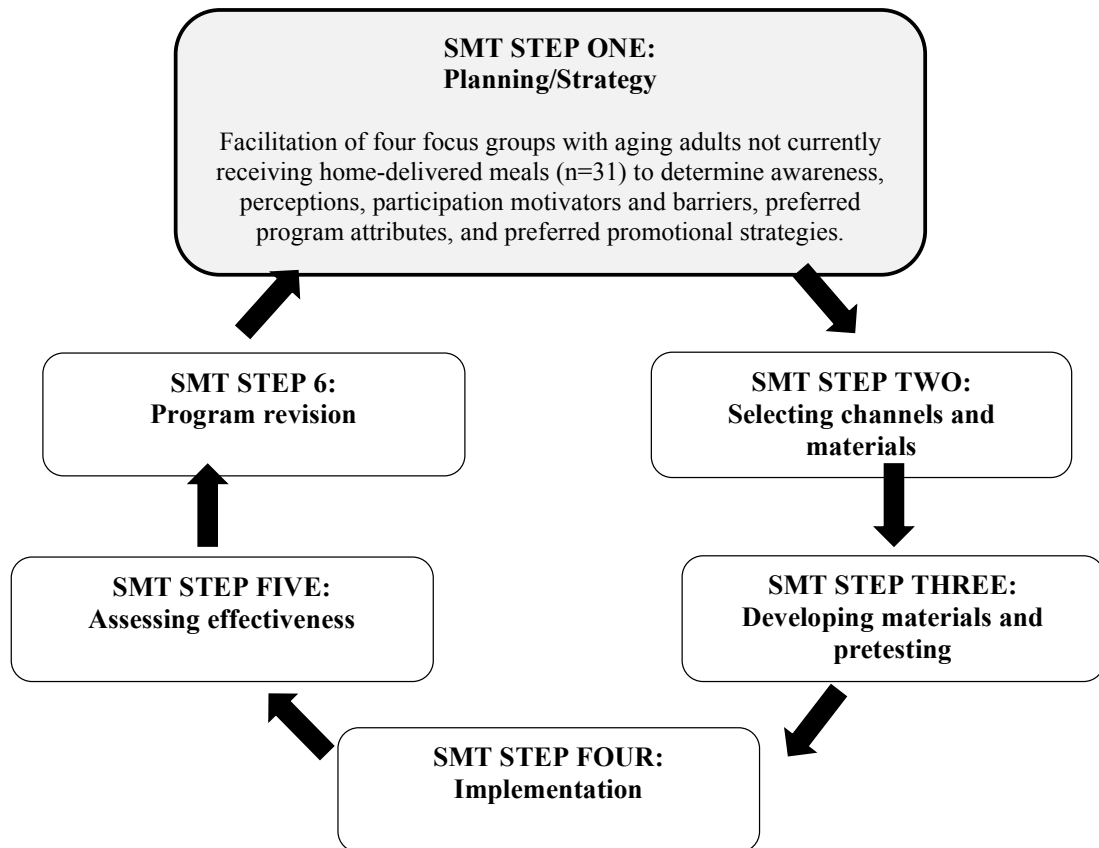 SMT STEP ONE:
Planning/Strategy
Facilitation of four focus groups with aging adults not currently
receiving home-delivered meals (n=31) to determine awareness,
perceptions, participation motivators and barriers, preferred
program attributes, and preferred promotional strategies.
SMT STEP TWO:
Selecting channels and
materials
SMT STEP THREE:
Developing materials and
pretesting
SMT STEP FOUR:
Implementation
SMT STEP FIVE:
Assessing effectiveness
SMT STEP 6:
Program revision